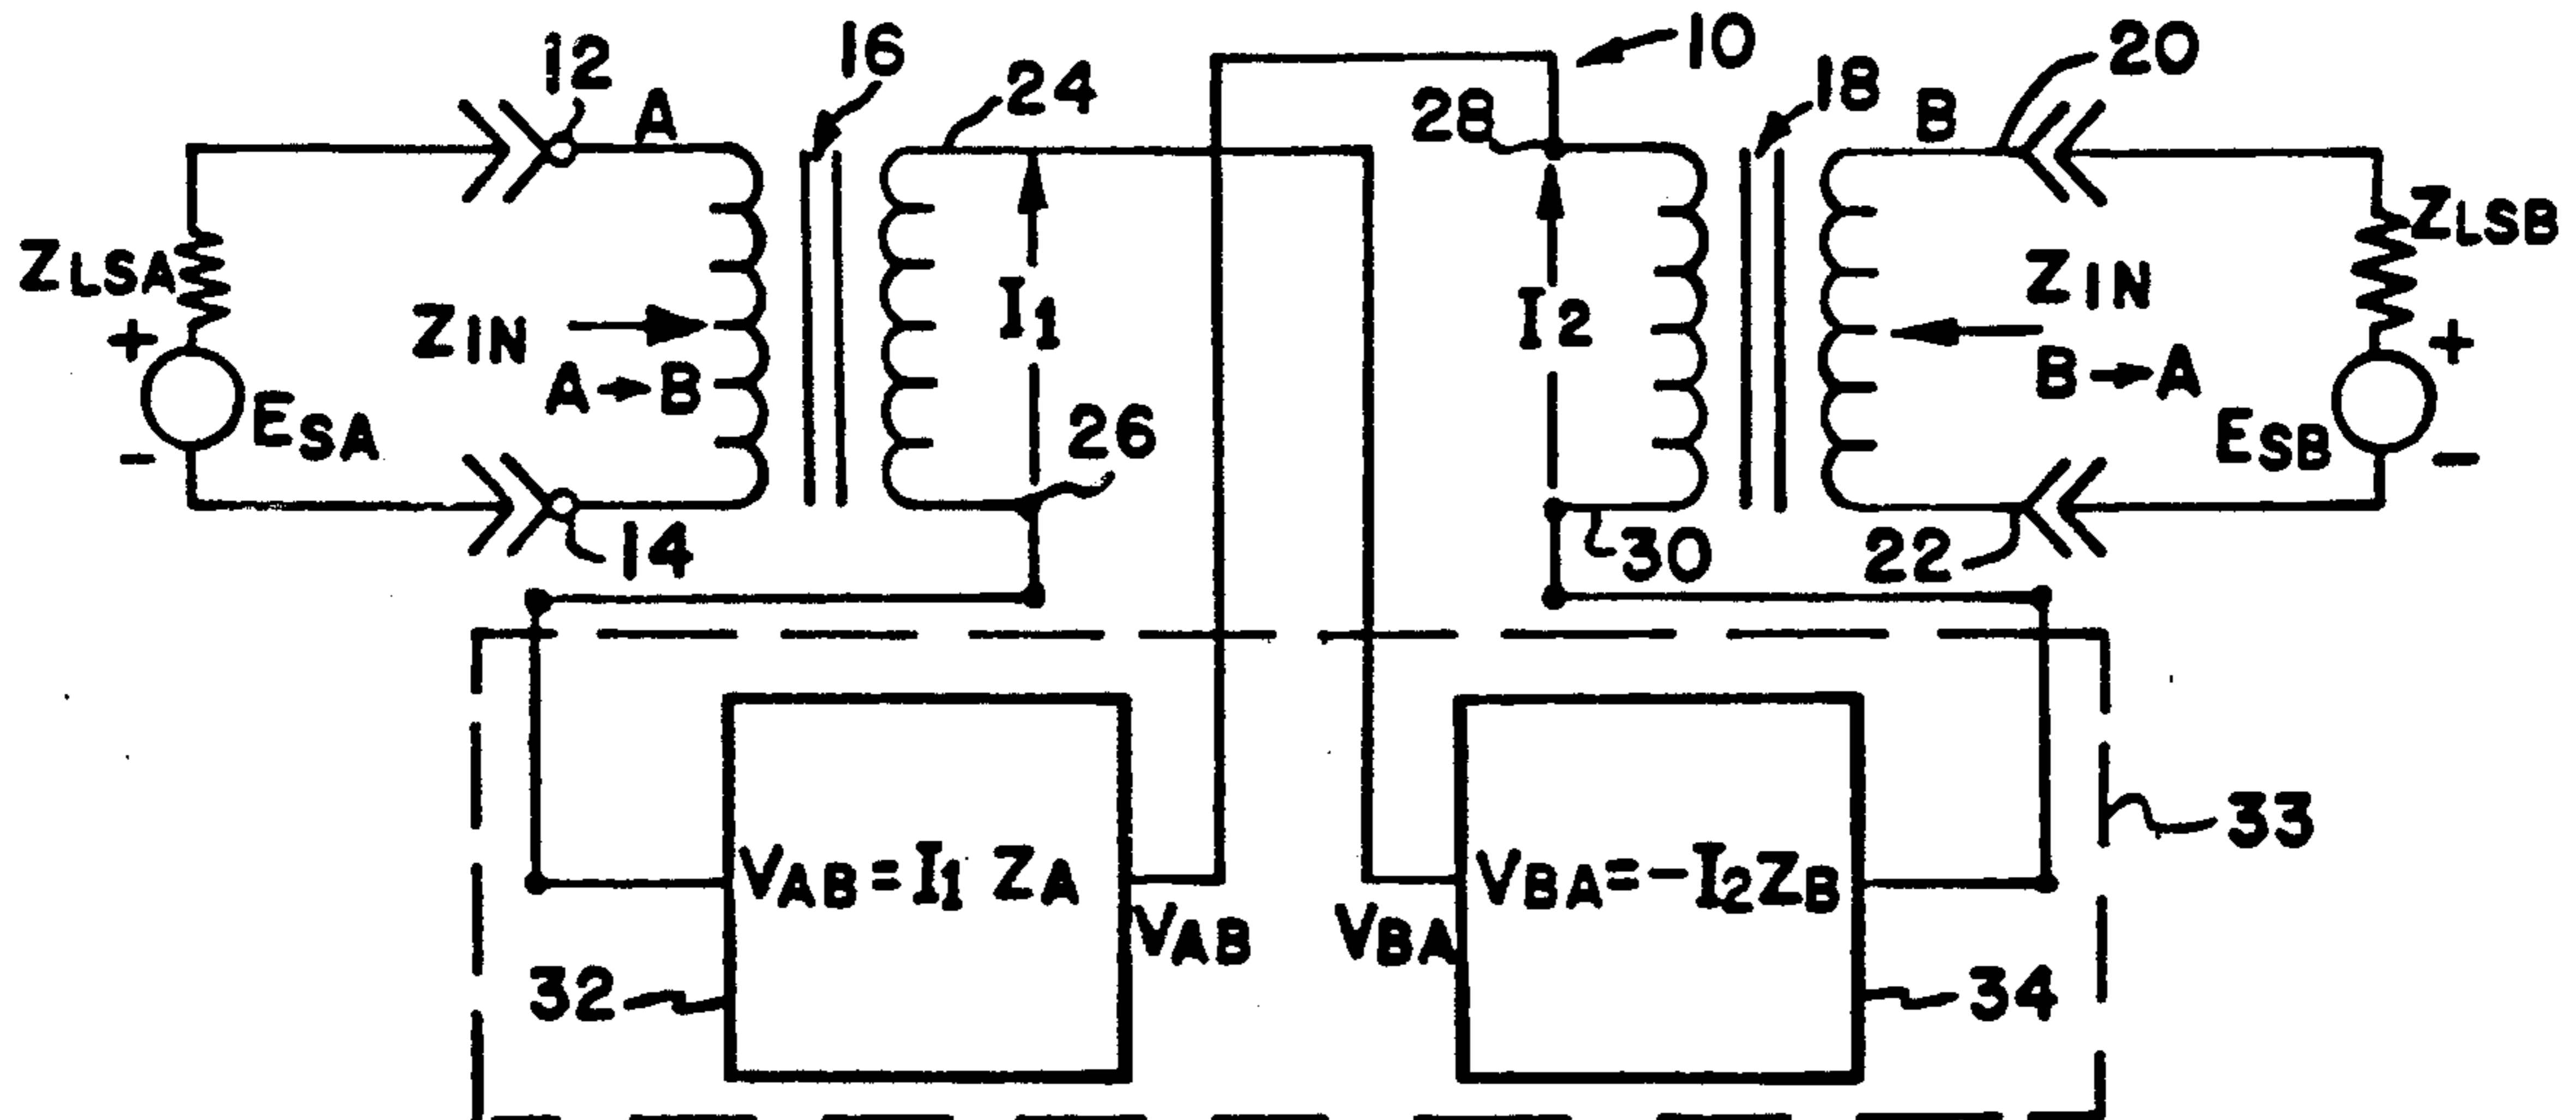 12
16
24
10
28
18
B
20
A
ZLSA
+
-
ESA
ZIN
A→B
I1
26
I2
ZIN
B→A
ZLSB
+
ESB
-
14
30
22
VAB=I1 ZA
VAB
VBA
VBA=-I2ZB
33
32
34